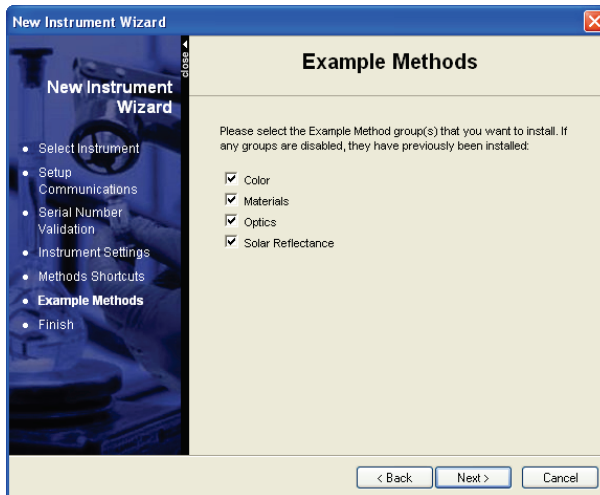 New Instrument Wizard
close
New Instrument
Wizard
Select Instrument
Setup
Communications
Serial Number
Validation
Instrument Settings
Methods Shortcuts
Example Methods
Finish
Example Methods
Please select the Example Method group(s) that you want to install. If
any groups are disabled, they have previously been installed:
Color
Materials
Optics
Solar Reflectance
< Back
Next >
Cancel